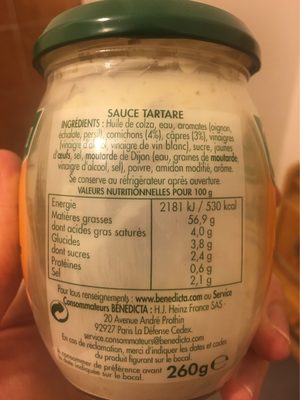 SAUCE TARTARE
INGRÉDIENTS : Huile de colza, eau, aromates (oignon,
échalote, persil), cornichons (4%), câpres (3%), vinaigres
(vinaigre d'alcool, vinaigre de vin blanc), sucre, jaunes
d'œufs, sel, moutarde de Dijon (eau, graines de moutarde,
vinaigre d'alcool, sel), poivre, amidon modifié, arôme.
Se conserve au réfrigérateur après ouverture.
VALEURS NUTRITIONNELLES POUR 100 g
Energie 2181 kJ / 530 kcal
Matières grasses 56,9 g
dont acides gras saturés 4,0 g
Glucides 3,8 g
dont sucres 2,4 g
Protéines 0,6 g
Sel 2,1 g
Pour tous renseignements : www.benedicta.com ou Service
Consommateurs BÉNÉDICTA : H.J. Heinz France SAS -
20 Avenue André Prothin
92927 Paris La Défense Cedex.
service.consommateurs@benedicta.com
En cas de réclamation, merci d'indiquer les dates et codes
du produit figurant sur le bocal.
A consommer de préférence avant 260g e
la date indiquée sur le bocal.